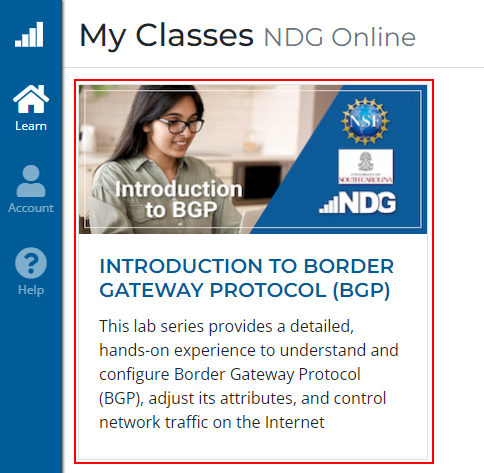 My Classes NDG Online
Learn
Account
Help
Introduction
to BGP
NSF
SOUTH CAROLINA
NDG
INTRODUCTION TO BORDER
GATEWAY PROTOCOL (BGP)
This lab series provides a detailed,
hands-on experience to understand and
configure Border Gateway Protocol
(BGP), adjust its attributes, and control
network traffic on the Internet